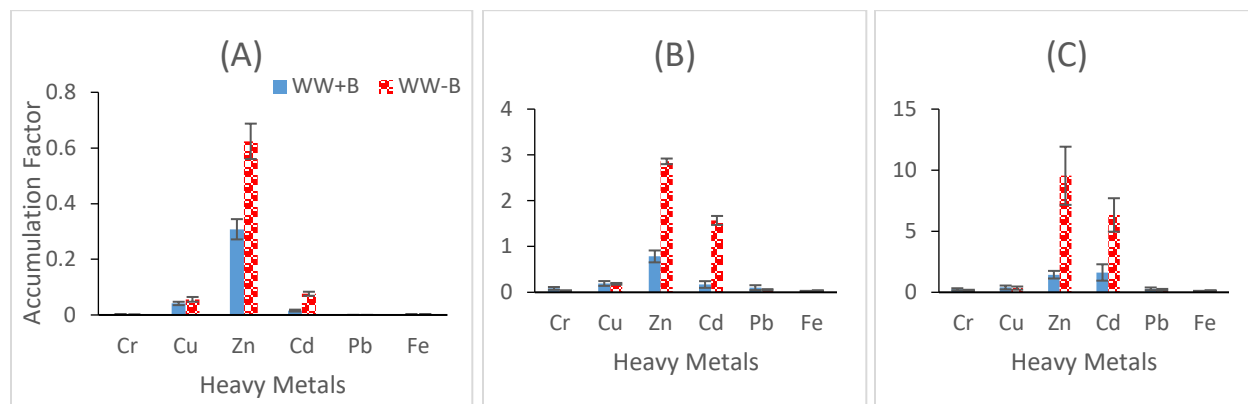 (A)
WW+B WW-B
Accumulation Factor
0.8
0.6
0.4
0.2
0
Cr Cu Zn Cd Pb Fe
Heavy Metals
(B)
4
3
2
1
0
Cr Cu Zn Cd Pb Fe
Heavy Metals
(C)
15
10
5
0
Cr Cu Zn Cd Pb Fe
Heavy Metals